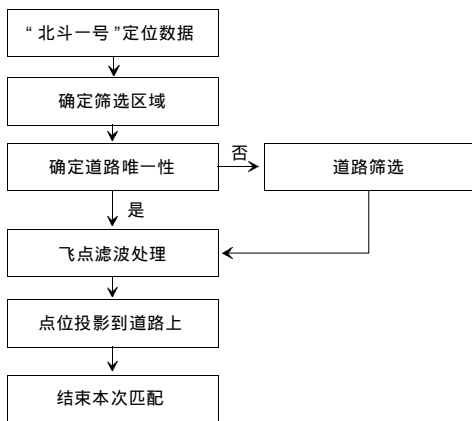 “北斗一号”定位数据
确定筛选区域
确定道路唯一性
否
道路筛选
是
飞点滤波处理
点位投影到道路上
结束本次匹配